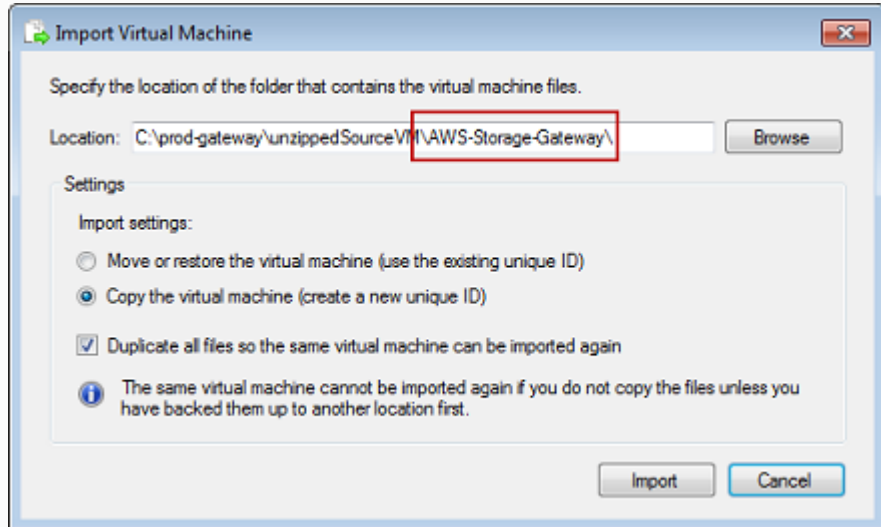 Import Virtual Machine
Specify the location of the folder that contains the virtual machine files.
Location: C:\prod-gateway\unzippedSourceVM\AWS-Storage-Gateway\ Browse
Settings
Import settings:
Move or restore the virtual machine (use the existing unique ID)
Copy the virtual machine (create a new unique ID)
Duplicate all files so the same virtual machine can be imported again
The same virtual machine cannot be imported again if you do not copy the files unless you
have backed them up to another location first.
Import Cancel